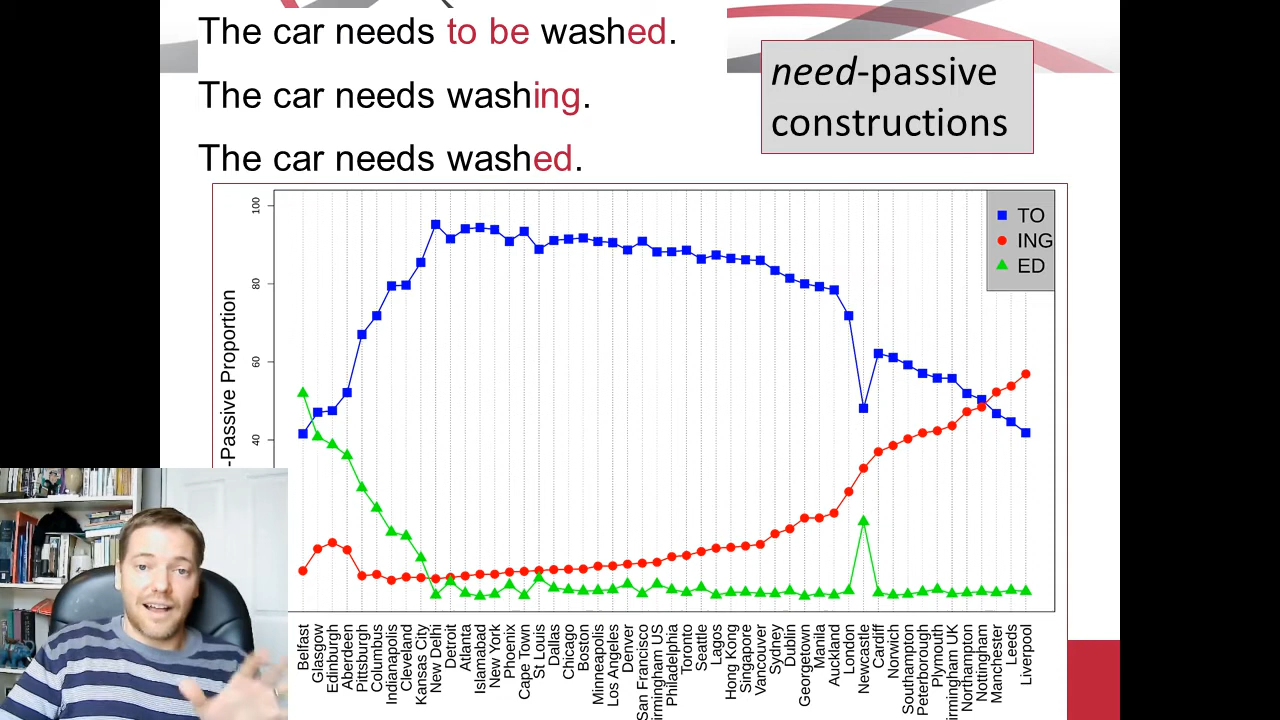 The car needs to be washed.
The car needs washing.
The car needs washed.
need-passive
constructions
TO
ING
ED
100
80
60
40
-Passive Proportion
Belfast
Glasgow
Edinburgh
Aberdeen
Pittsburgh
Columbus
Indianapolis
Cleveland
Kansas City
New Delhi
Detroit
Atlanta
Islamabad
New York
Phoenix
Cape Town
St Louis
Dallas
Chicago
Boston
Minneapolis
Los Angeles
Denver
San Francisco
irmingham US
Philadelphia
Toronto
Seattle
Lagos
Hong Kong
Singapore
Vancouver
Sydney
Dublin
Georgetown
Manila
Auckland
London
Newcastle
Cardiff
Norwich
Southampton
Peterborough
Plymouth
irmingham UK
Northampton
Nottingham
Manchester
Leeds
Liverpool